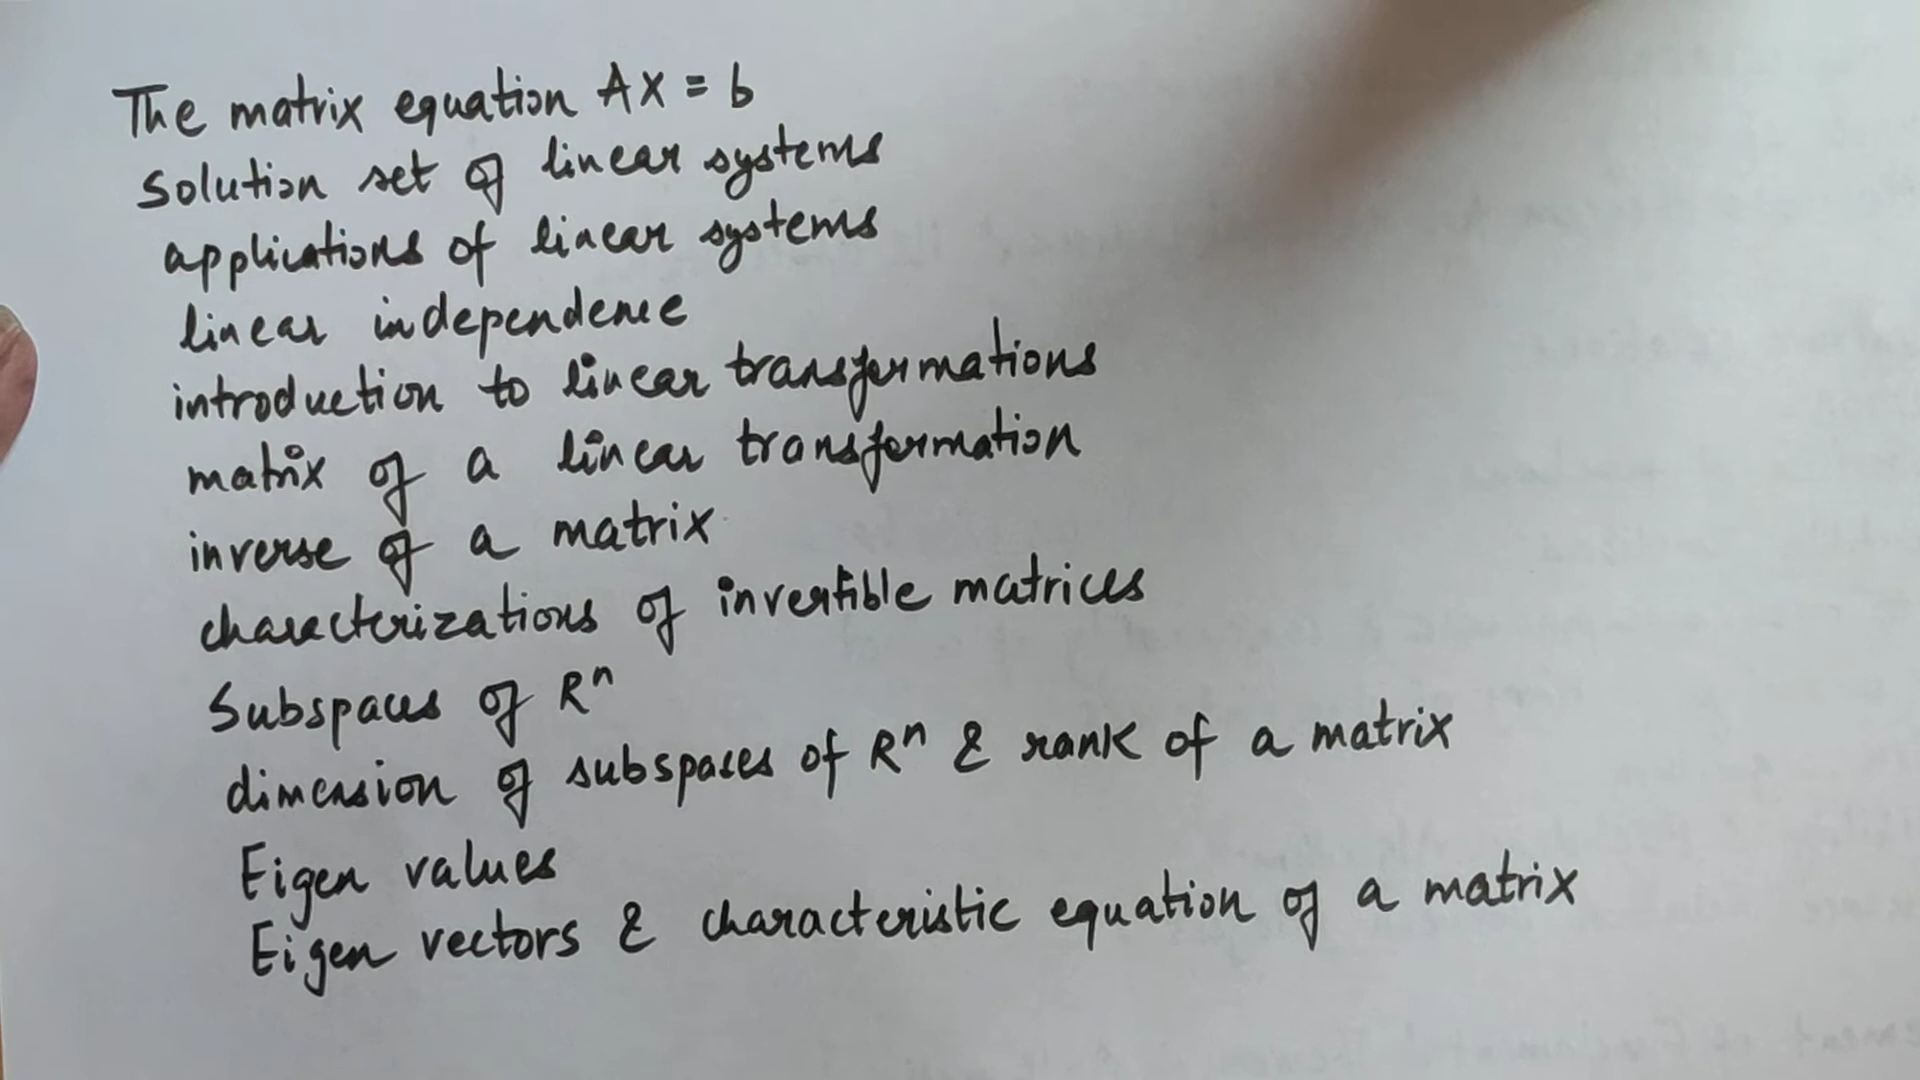 The matrix equation AX = b
Solution set of linear systems
applications of linear systems
linear independence
introduction to linear transformations
matrix of a linear transformation
inverse of a matrix
characterizations of invertible matrices
Subspaces of Rⁿ
dimension of subspaces of Rⁿ & rank of a matrix
Eigen values
Eigen vectors & characteristic equation of a matrix